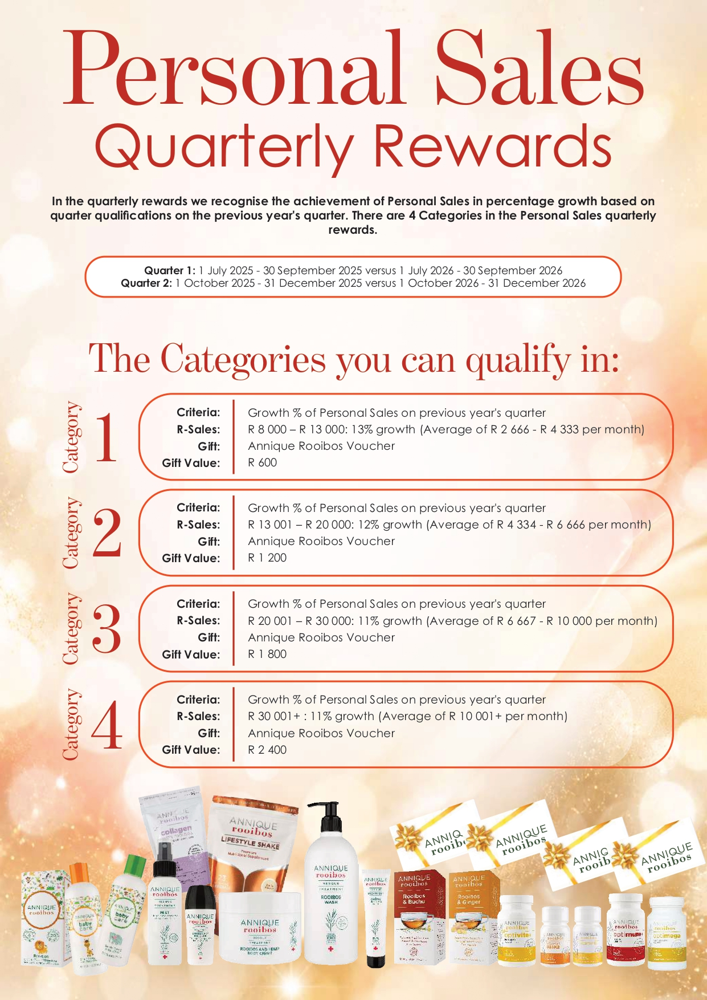 Personal Sales
Quarterly Rewards
In the quarterly rewards we recognise the achievement of Personal Sales in percentage growth based on
quarter qualifications on the previous year's quarter. There are 4 Categories in the Personal Sales quarterly
rewards.
Quarter 1: 1 July 2025 - 30 September 2025 versus 1 July 2026 - 30 September 2026
Quarter 2: 1 October 2025 - 31 December 2025 versus 1 October 2026 - 31 December 2026
The Categories you can qualify in:
Category 1
Criteria: Growth % of Personal Sales on previous year's quarter
R-Sales: R 8 000 – R 13 000: 13% growth (Average of R 2 666 - R 4 333 per month)
Gift: Annique Rooibos Voucher
Gift Value: R 600
Category 2
Criteria: Growth % of Personal Sales on previous year's quarter
R-Sales: R 13 001 – R 20 000: 12% growth (Average of R 4 334 - R 6 666 per month)
Gift: Annique Rooibos Voucher
Gift Value: R 1 200
Category 3
Criteria: Growth % of Personal Sales on previous year's quarter
R-Sales: R 20 001 – R 30 000: 11% growth (Average of R 6 667 - R 10 000 per month)
Gift: Annique Rooibos Voucher
Gift Value: R 1 800
Category 4
Criteria: Growth % of Personal Sales on previous year's quarter
R-Sales: R 30 001+ : 11% growth (Average of R 10 001+ per month)
Gift: Annique Rooibos Voucher
Gift Value: R 2 400
ANNIQUE
rooibos
baby
care
baby
care
ANNIQUE
rooibos
collagen
ANNIQUE
rooibos
RESQUE
TREATMENT
MIST
ANNIQUE
rooibos
ANNIQUE
rooibos
LIFESTYLE SHAKE
Premium
Nutritional Supplement
ANNIQUE
rooibos
RESQUE
TREATMENT
ROOIBOS AND HEMP
BODY CRÈME
ANNIQUE
rooibos
RESQUE
TREATMENT
ROOIBOS
WASH
ANNIQUE
rooibos
ANNIQUE
rooibos
Rooibos
& Buchu
ANNIQUE
rooibos
Rooibos
& Ginger
ANNIQ
rooib
ANNIQUE
rooibos
ANNIQ
rooib
ANNIQUE
rooibos
ANNIQUE
rooibos
optivite
ANNIQUE
rooibos
optimune
rooibos
optimega